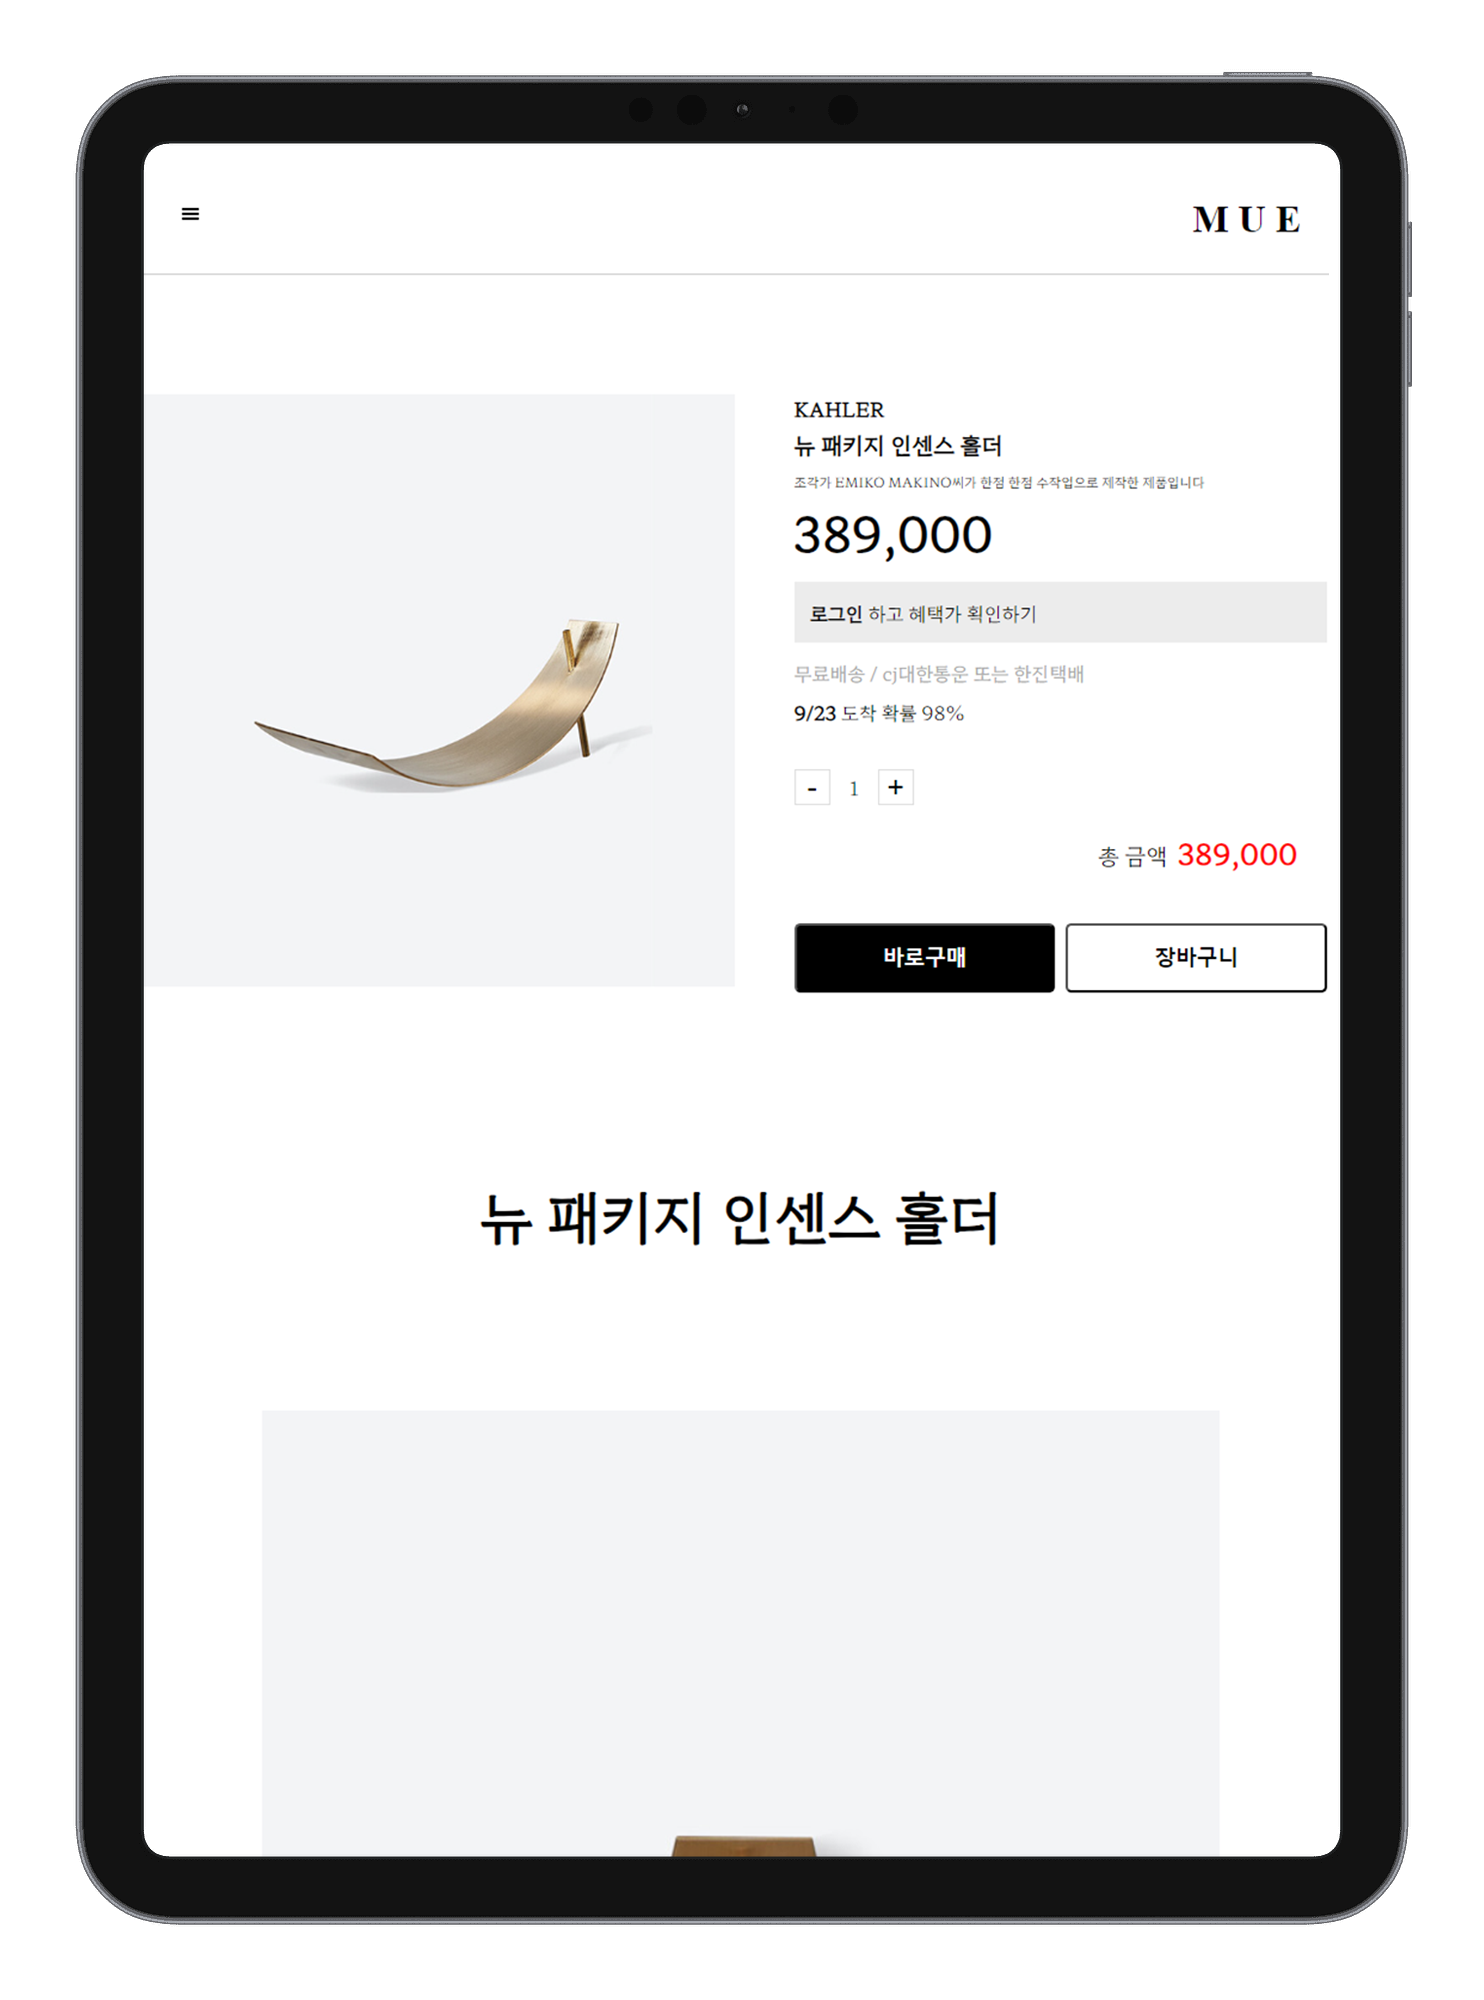 MUE
KAHLER
뉴 패키지 인센스 홀더
조각가 EMIKO MAKINO씨가 한점 한점 수작업으로 제작한 제품입니다
389,000
로그인 하고 혜택가 획인하기
무료배송 / cj대한통운 또는 한진택배
9/23 도착 확률 98%
- 1 +
총 금액 389,000
바로구매 장바구니
뉴 패키지 인센스 홀더